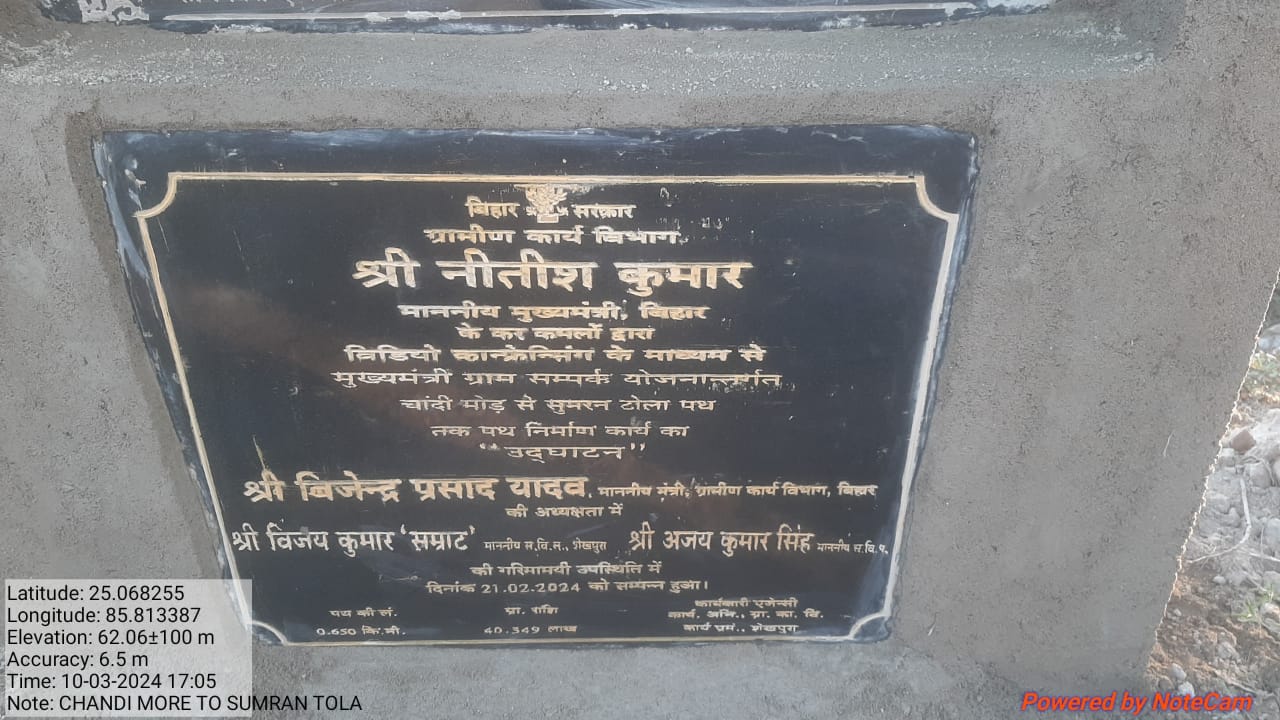 बिहार सरकार
ग्रामीण कार्य विभाग
श्री नीतीश कुमार
माननीय मुख्यमंत्री, बिहार
के कर कमलों द्वारा
विडियो कान्फ्रेन्सिंग के माध्यम से
मुख्यमंत्री ग्राम सम्पर्क योजनान्तर्गत
चांदी मोड़ से सुमरन टोला पथ
तक पथ निर्माण कार्य का
"उद्घाटन"
श्री बिजेन्द्र प्रसाद यादव, माननीय मंत्री, ग्रामीण कार्य विभाग, बिहार
की अध्यक्षता में
श्री विजय कुमार 'सम्राट' माननीय स.वि.स., शेखपुरा श्री अजय कुमार सिंह माननीय स.वि.प.
की गरिमामयी उपस्थिति में
दिनांक 21.02.2024 को सम्पन्न हुआ।
पथ की लं. प्रा. राशि कार्यकारी एजेन्सी
कार्य. अभि., ग्रा. का. वि.
0.650 कि.मी. 40.349 लाख कार्य प्रमं., शेखपुरा
Latitude: 25.068255
Longitude: 85.813387
Elevation: 62.06±100 m
Accuracy: 6.5 m
Time: 10-03-2024 17:05
Note: CHANDI MORE TO SUMRAN TOLA
Powered by NoteCam